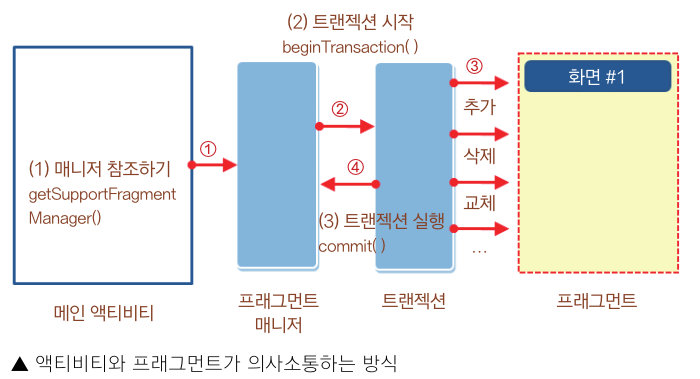 (2) 트랜젝션 시작
beginTransaction( )
③
화면 #1
②
추가
①
(1) 매니저 참조하기
getSupportFragment
Manager()
삭제
④
교체
(3) 트랜젝션 실행
commit( )
...
메인 액티비티
프래그먼트
매니저
트랜젝션
프래그먼트
▲ 액티비티와 프래그먼트가 의사소통하는 방식